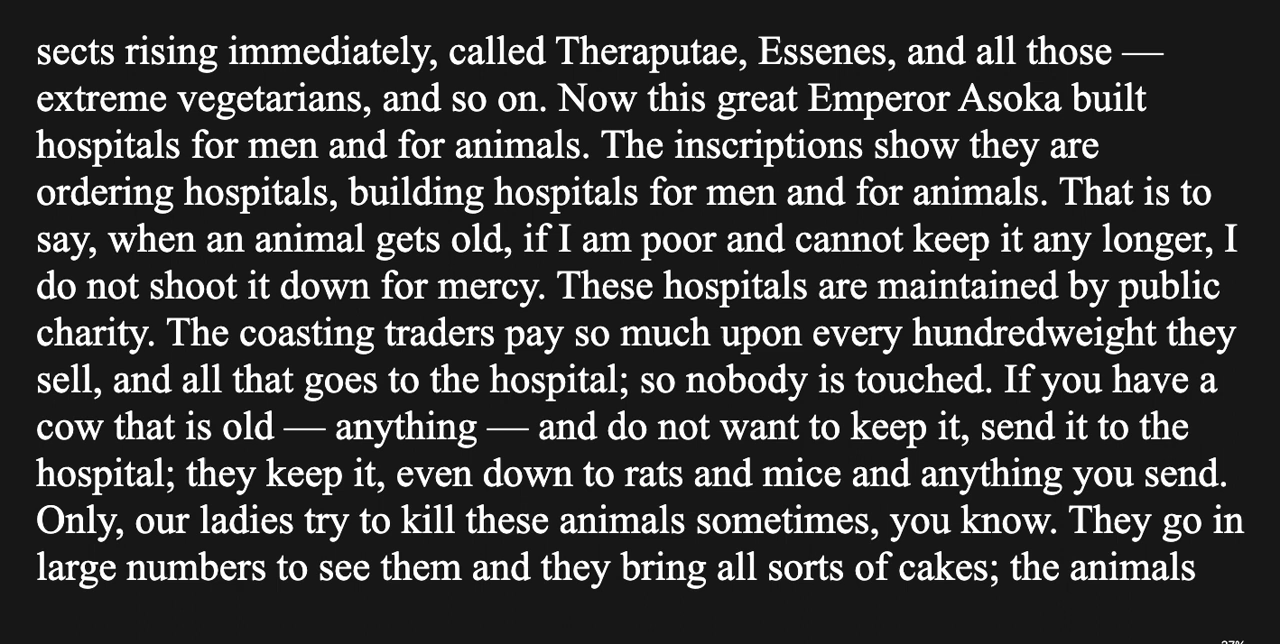 sects rising immediately, called Theraputae, Essenes, and all those —
extreme vegetarians, and so on. Now this great Emperor Asoka built
hospitals for men and for animals. The inscriptions show they are
ordering hospitals, building hospitals for men and for animals. That is to
say, when an animal gets old, if I am poor and cannot keep it any longer, I
do not shoot it down for mercy. These hospitals are maintained by public
charity. The coasting traders pay so much upon every hundredweight they
sell, and all that goes to the hospital; so nobody is touched. If you have a
cow that is old — anything — and do not want to keep it, send it to the
hospital; they keep it, even down to rats and mice and anything you send.
Only, our ladies try to kill these animals sometimes, you know. They go in
large numbers to see them and they bring all sorts of cakes; the animals